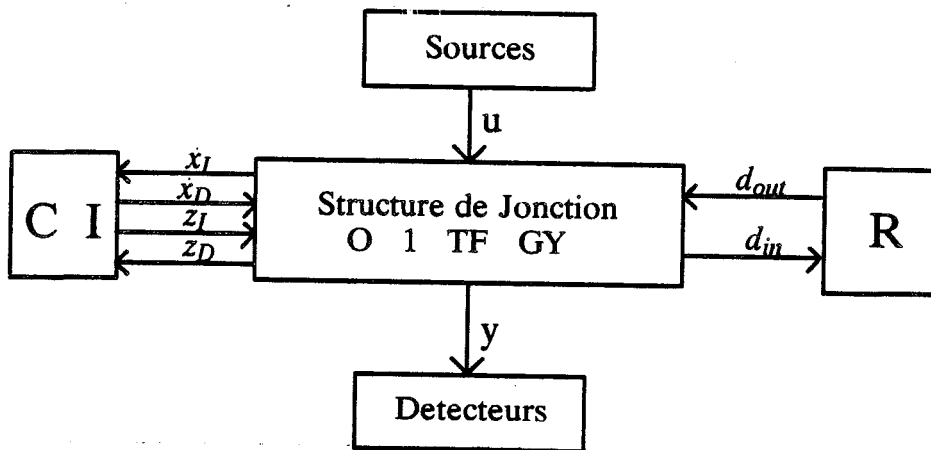 Sources
u
C I
ẋ_I
ẋ_D
z_I
z_D
Structure de Jonction
O 1 TF GY
d_out
d_in
R
y
Detecteurs